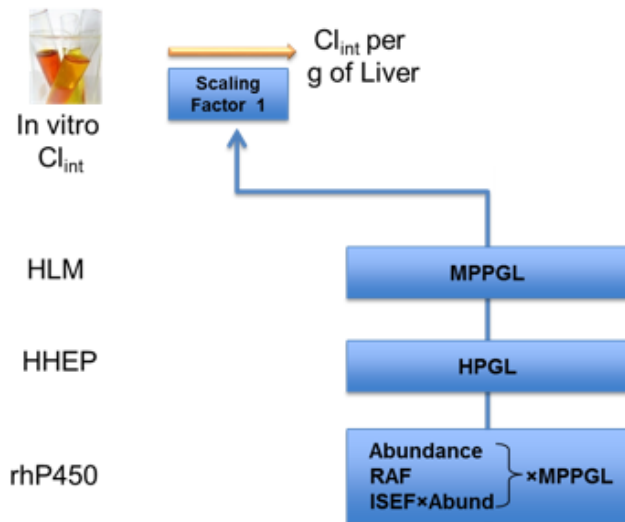 Cl_int per
g of Liver
Scaling
Factor 1
In vitro
Cl_int
HLM
MPPGL
HHEP
HPGL
rhP450
Abundance
RAF
ISEF×Abund
×MPPGL